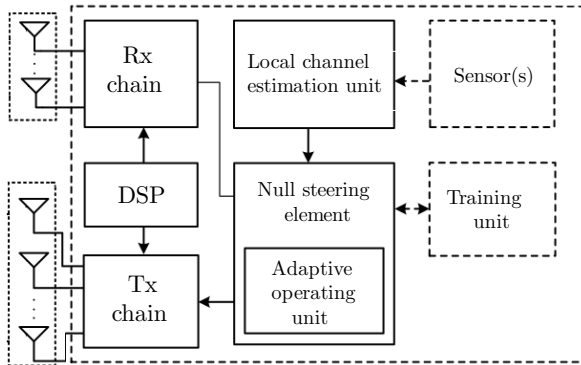 Rx
chain
Local channel
estimation unit
Sensor(s)
DSP
Null steering
element
Training
unit
Adaptive
operating
unit
Tx
chain